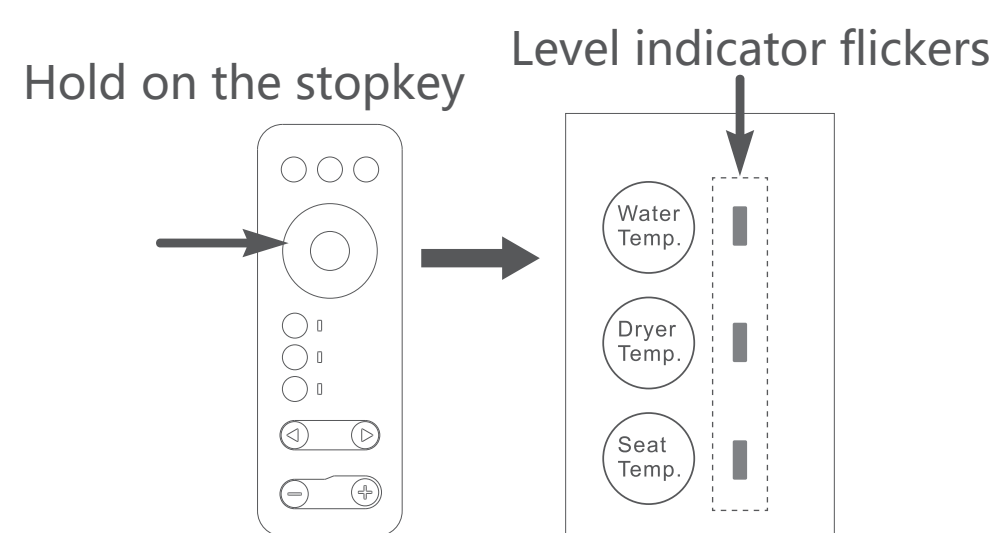 Hold on the stopkey
Level indicator flickers
Water
Temp.
Dryer
Temp.
Seat
Temp.